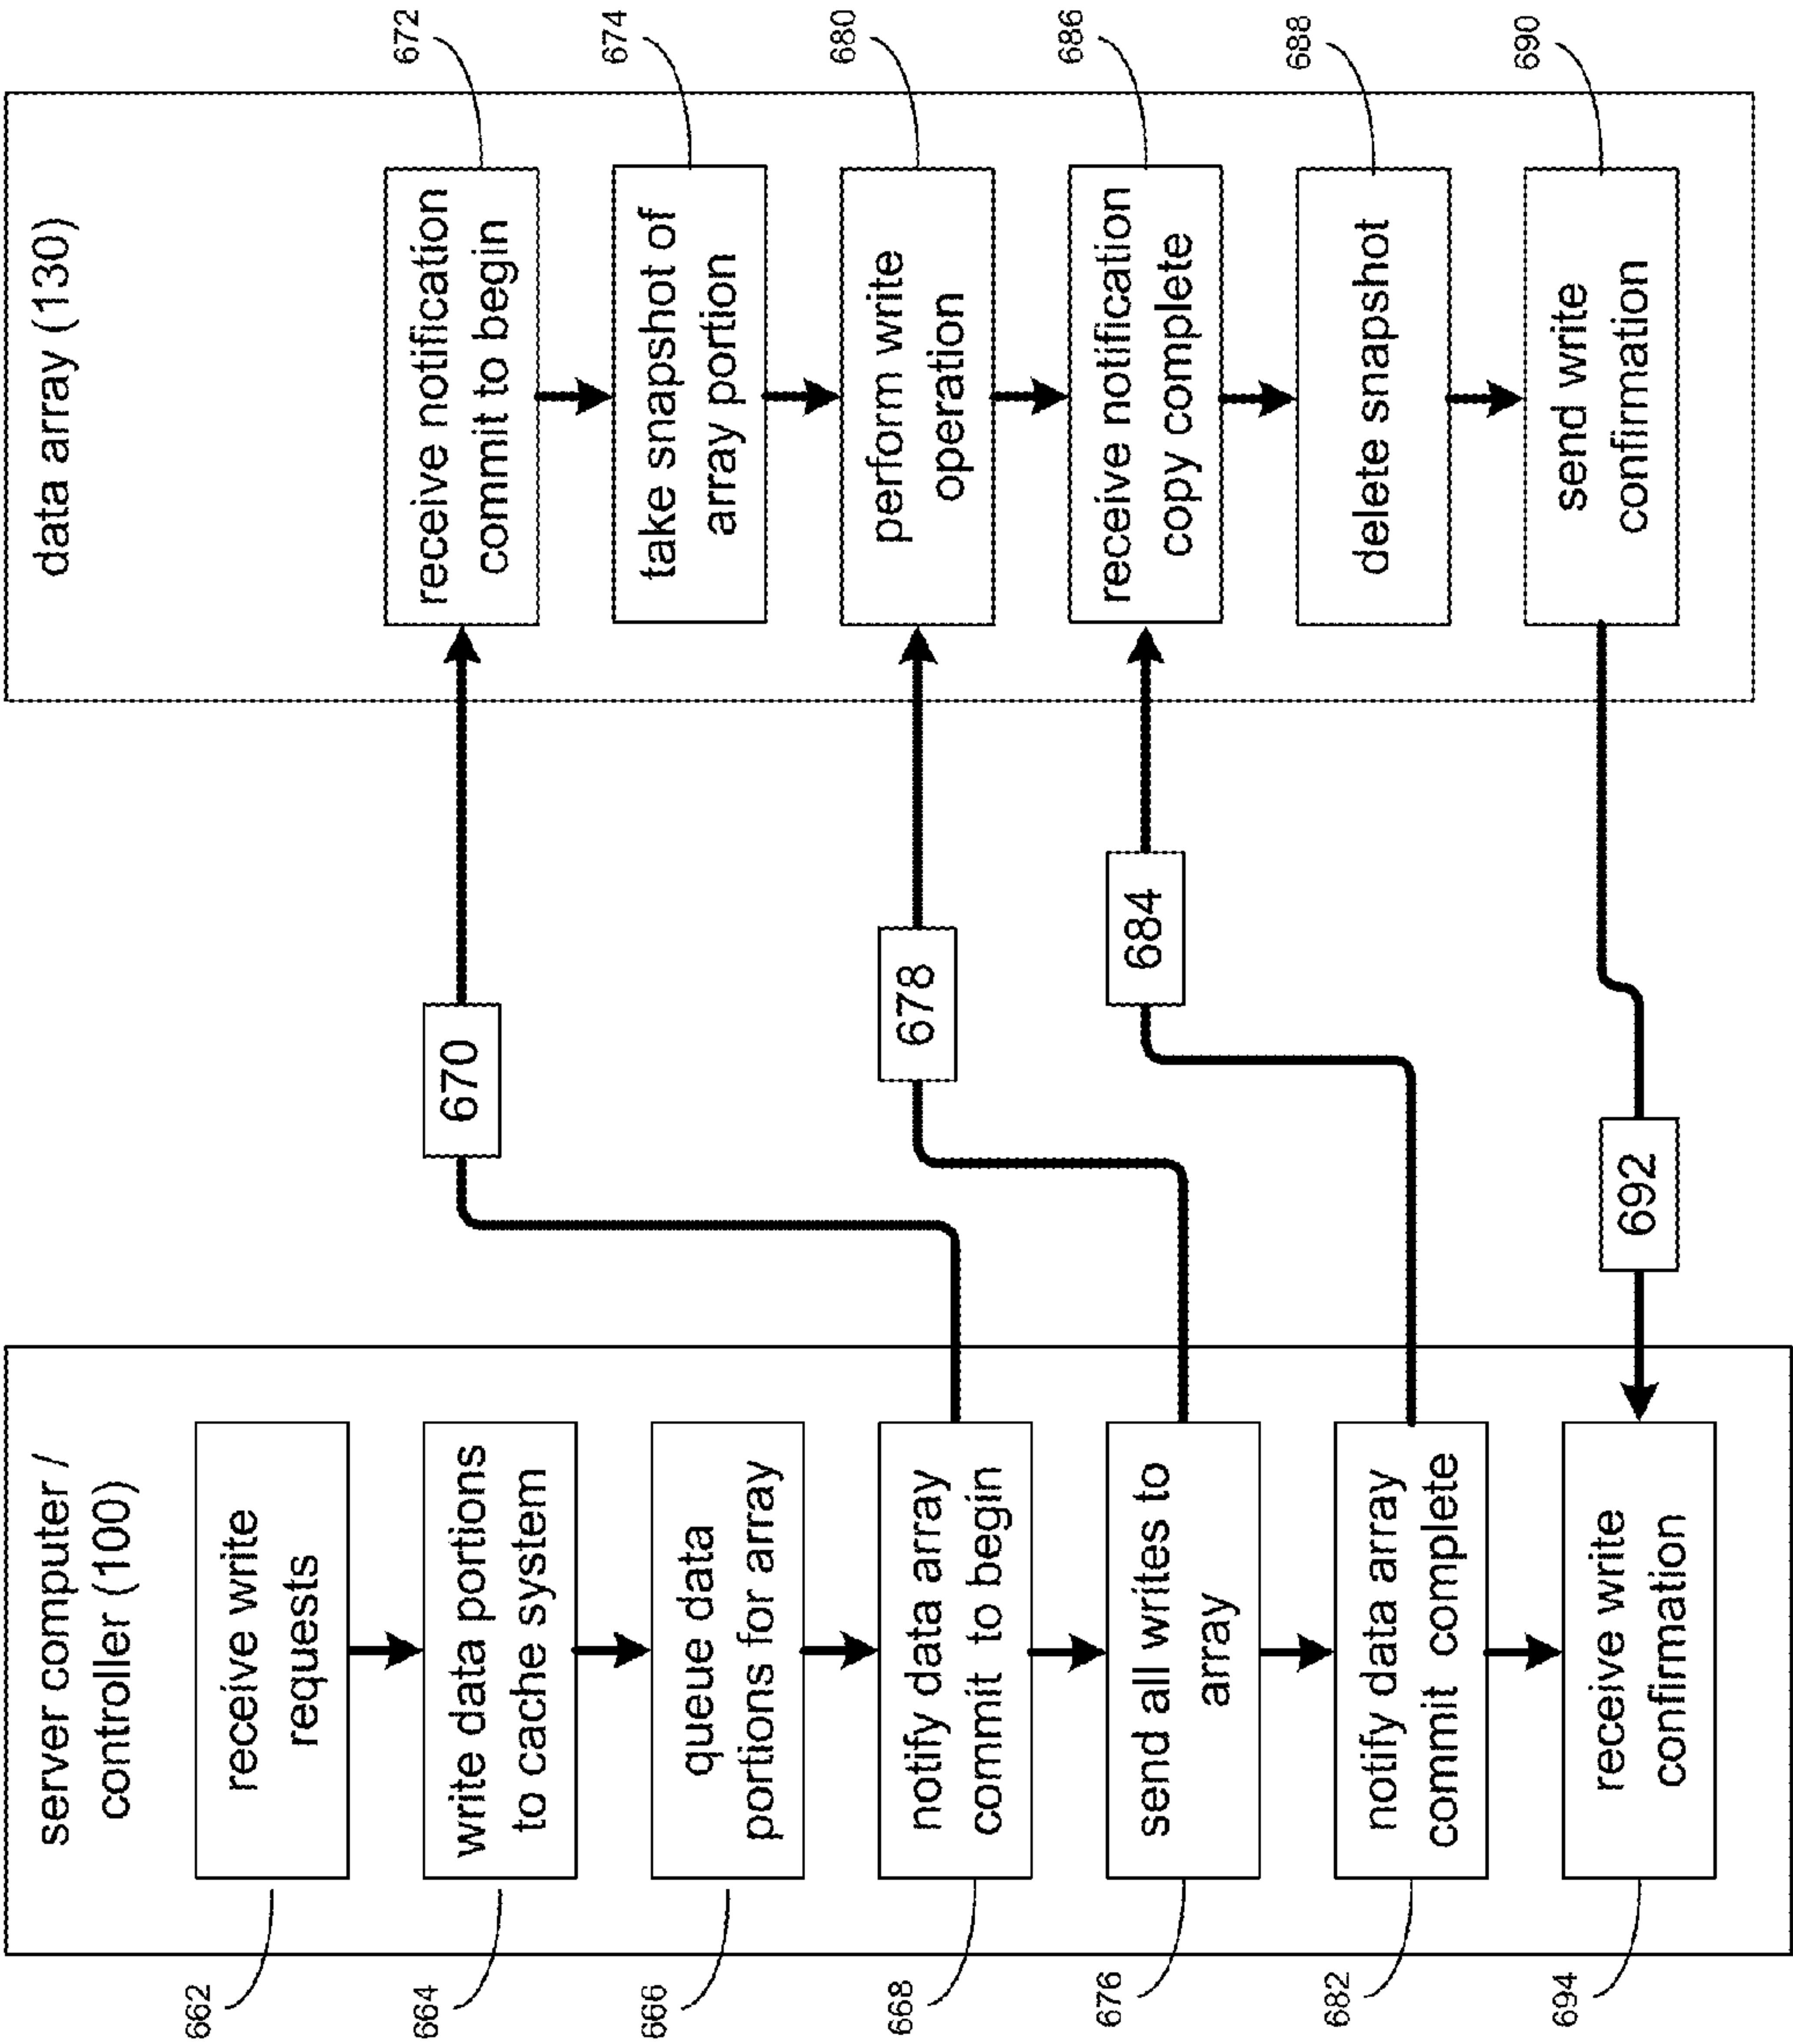 server computer /
controller (100)
662
receive write
requests
664
write data portions
to cache system
666
queue data
portions for array
668
notify data array
commit to begin
676
send all writes to
array
682
notify data array
commit complete
694
receive write
confirmation
670
678
684
692
data array (130)
receive notification
commit to begin
672
take snapshot of
array portion
674
perform write
operation
680
receive notification
copy complete
686
delete snapshot
688
send write
confirmation
690